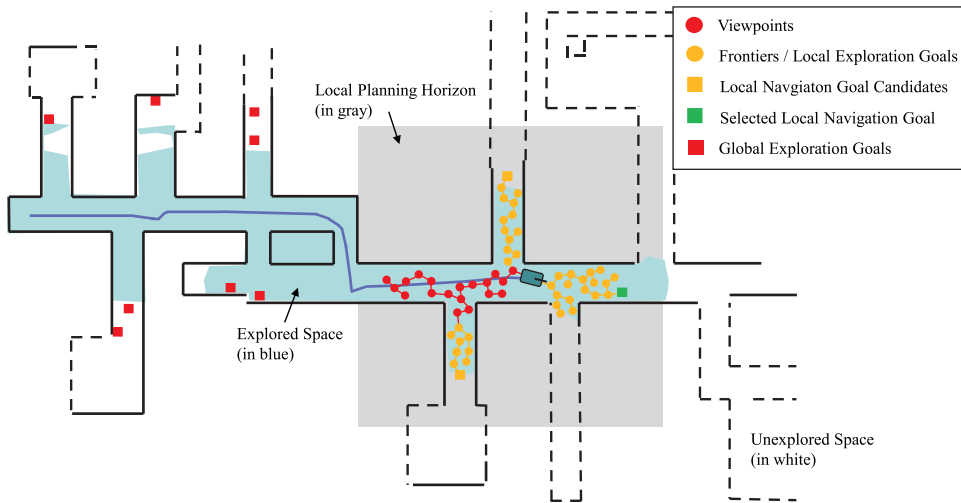 Viewpoints
Frontiers / Local Exploration Goals
Local Navgiaton Goal Candidates
Selected Local Navigation Goal
Global Exploration Goals
Local Planning Horizon
(in gray)
Explored Space
(in blue)
Unexplored Space
(in white)